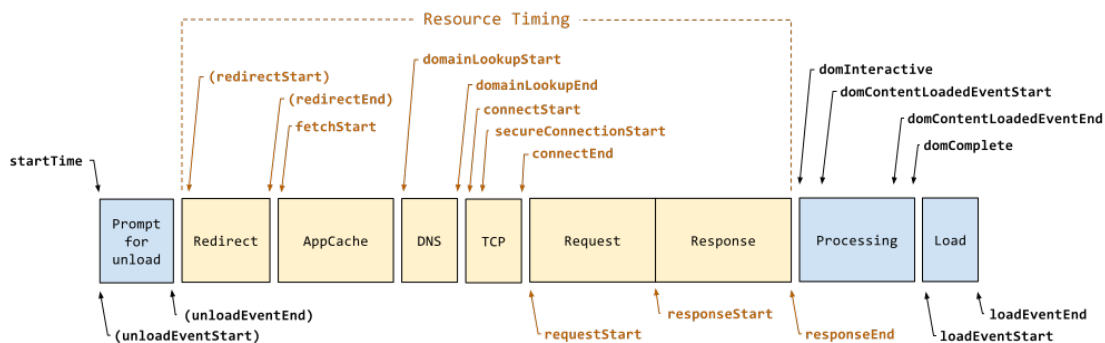 Resource Timing
domainLookupStart
(redirectStart)
domainLookupEnd
domInteractive
(redirectEnd)
connectStart
domContentLoadedEventStart
fetchStart
secureConnectionStart
domContentLoadedEventEnd
connectEnd
domComplete
startTime
Prompt
for
unload
Redirect
AppCache
DNS
TCP
Request
Response
Processing
Load
(unloadEventEnd)
(unloadEventStart)
requestStart
responseStart
responseEnd
loadEventEnd
loadEventStart